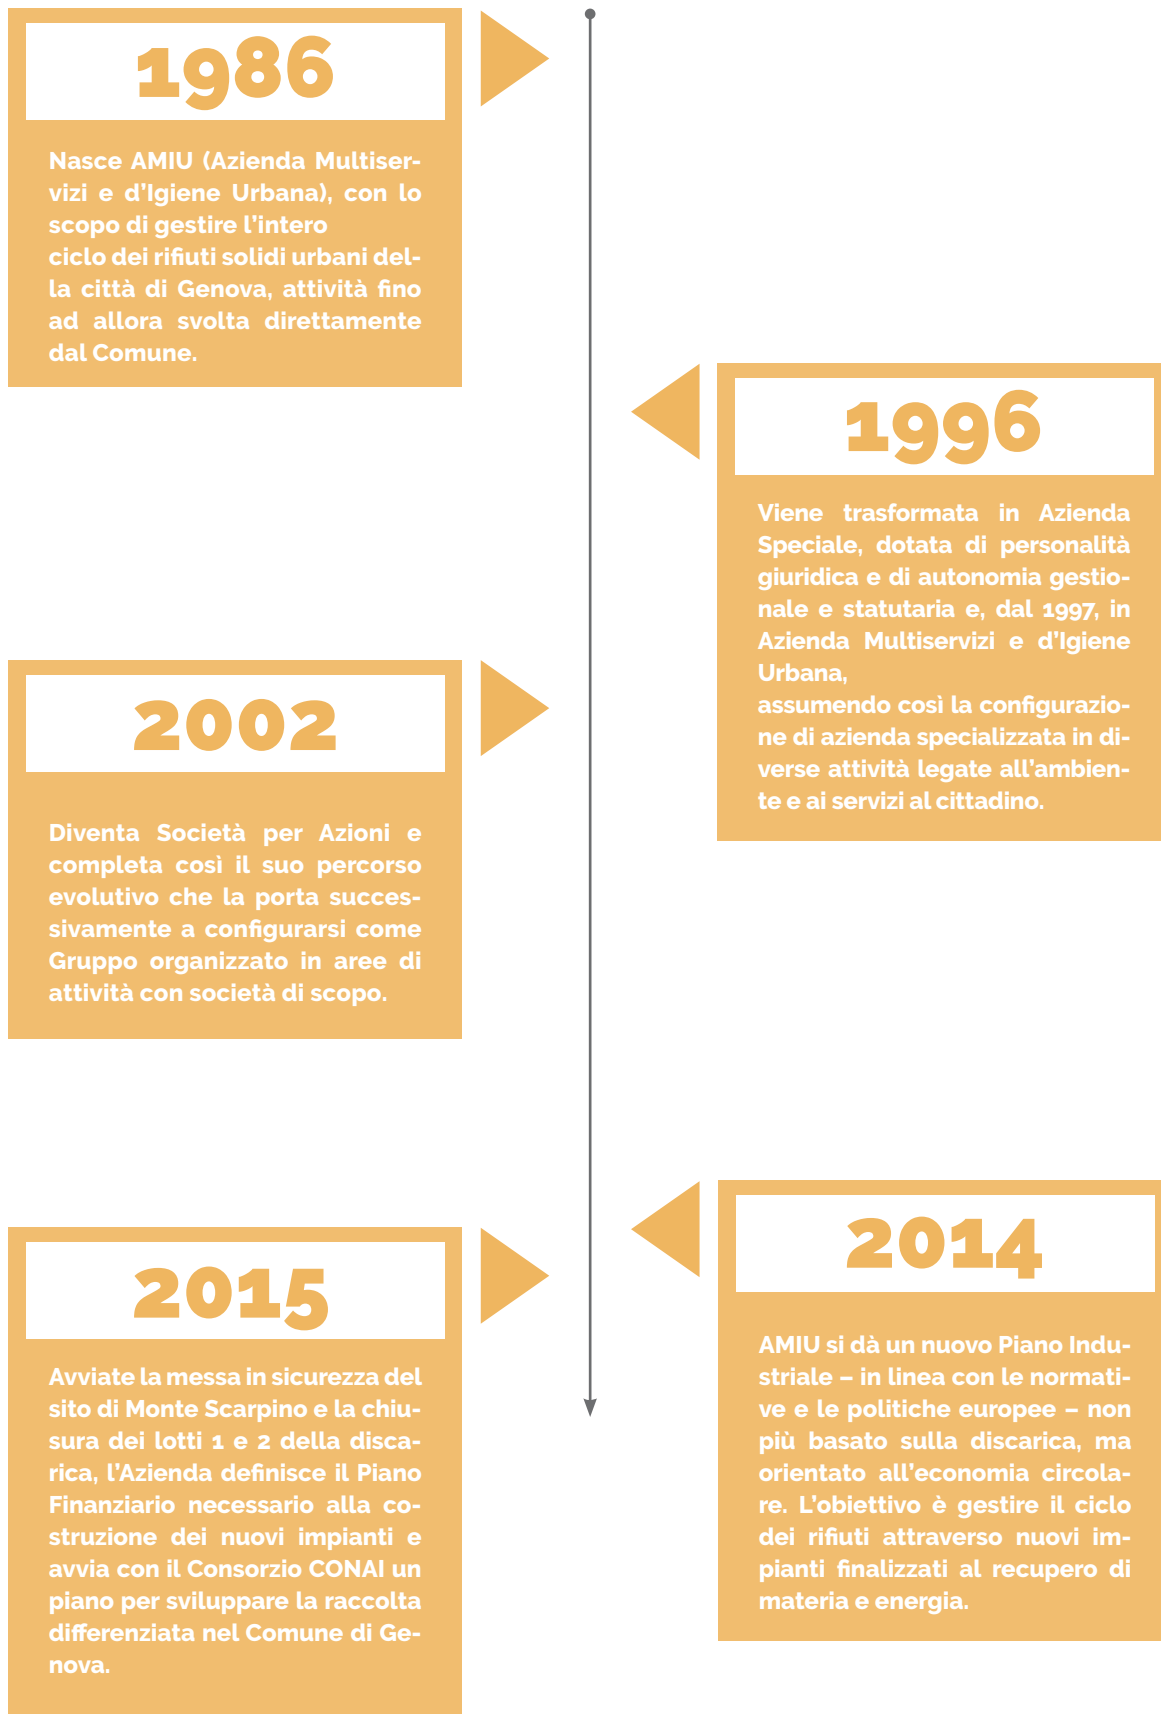 1986
Nasce AMIU (Azienda Multiser-
vizi e d'Igiene Urbana), con lo
scopo di gestire l'intero
ciclo dei rifiuti solidi urbani del-
la città di Genova, attività fino
ad allora svolta direttamente
dal Comune.
1996
Viene trasformata in Azienda
Speciale, dotata di personalità
giuridica e di autonomia gestio-
nale e statutaria e, dal 1997, in
Azienda Multiservizi e d'Igiene
Urbana,
assumendo così la configurazio-
ne di azienda specializzata in di-
verse attività legate all'ambien-
te e ai servizi al cittadino.
2002
Diventa Società per Azioni e
completa così il suo percorso
evolutivo che la porta succes-
sivamente a configurarsi come
Gruppo organizzato in aree di
attività con società di scopo.
2014
AMIU si dà un nuovo Piano Indu-
striale – in linea con le normati-
ve e le politiche europee – non
più basato sulla discarica, ma
orientato all'economia circola-
re. L'obiettivo è gestire il ciclo
dei rifiuti attraverso nuovi im-
pianti finalizzati al recupero di
materia e energia.
2015
Avviate la messa in sicurezza del
sito di Monte Scarpino e la chiu-
sura dei lotti 1 e 2 della disca-
rica, l'Azienda definisce il Piano
Finanziario necessario alla co-
struzione dei nuovi impianti e
avvia con il Consorzio CONAI un
piano per sviluppare la raccolta
differenziata nel Comune di Ge-
nova.